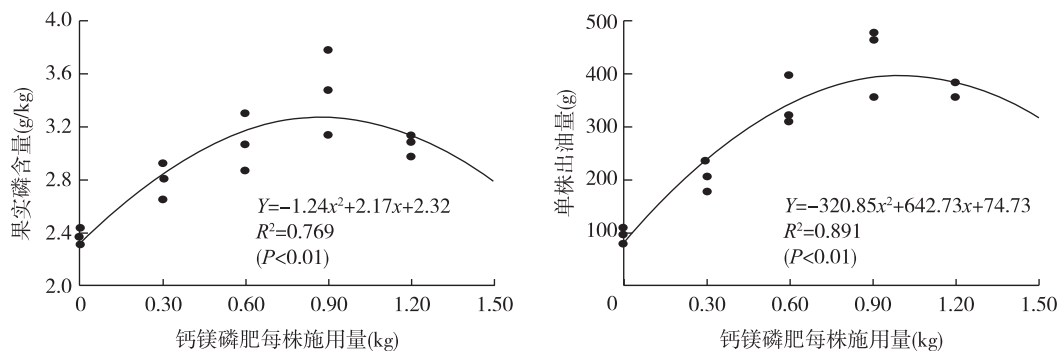 果实磷含量(g/kg)
4.0
3.6
3.2
2.8
2.4
2.0
Y=−1.24x²+2.17x+2.32
R²=0.769
(P<0.01)
0 0.30 0.60 0.90 1.20 1.50
钙镁磷肥每株施用量(kg)
单株出油量(g)
500
400
300
200
100
0
Y=−320.85x²+642.73x+74.73
R²=0.891
(P<0.01)
0 0.30 0.60 0.90 1.20 1.50
钙镁磷肥每株施用量(kg)